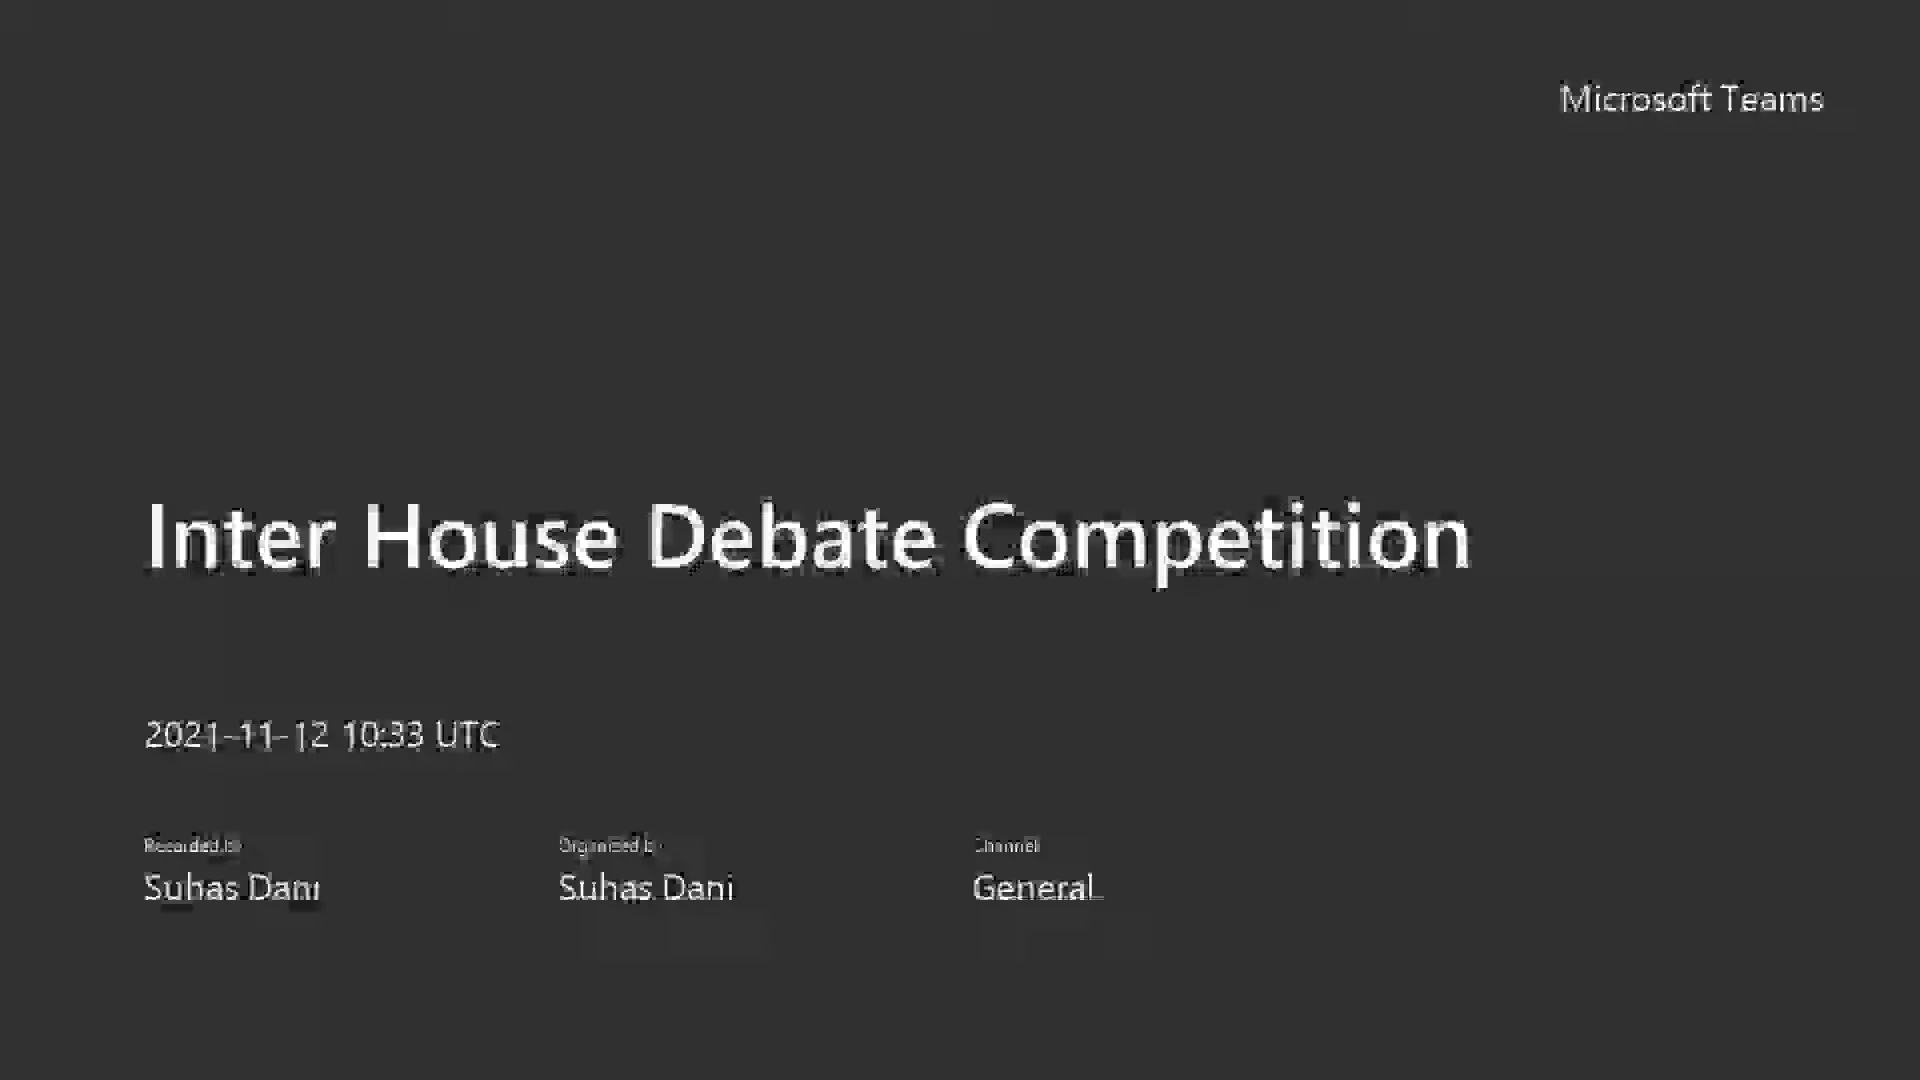 Microsoft Teams
Inter House Debate Competition
2021-11-12 10:33 UTC
Recorded by
Organized by
Channel
Suhas Dani
Suhas Dani
General